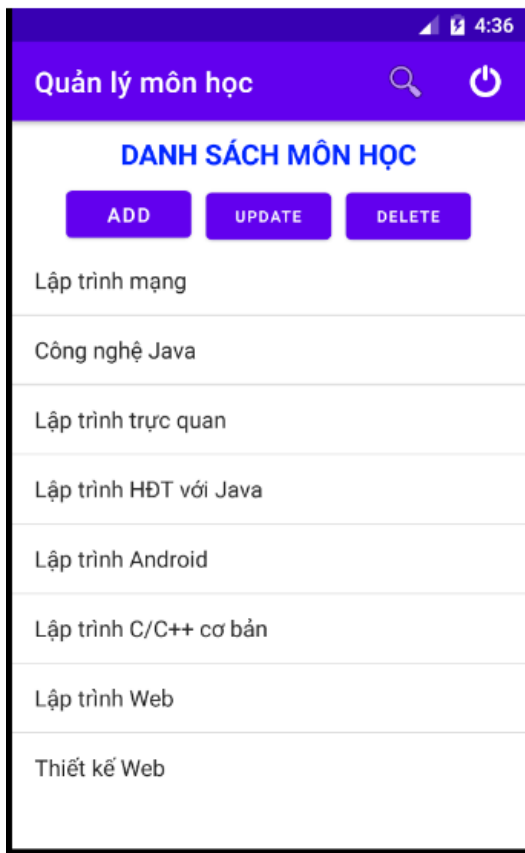 4:36
Quản lý môn học
DANH SÁCH MÔN HỌC
ADD UPDATE DELETE
Lập trình mạng
Công nghệ Java
Lập trình trực quan
Lập trình HĐT với Java
Lập trình Android
Lập trình C/C++ cơ bản
Lập trình Web
Thiết kế Web